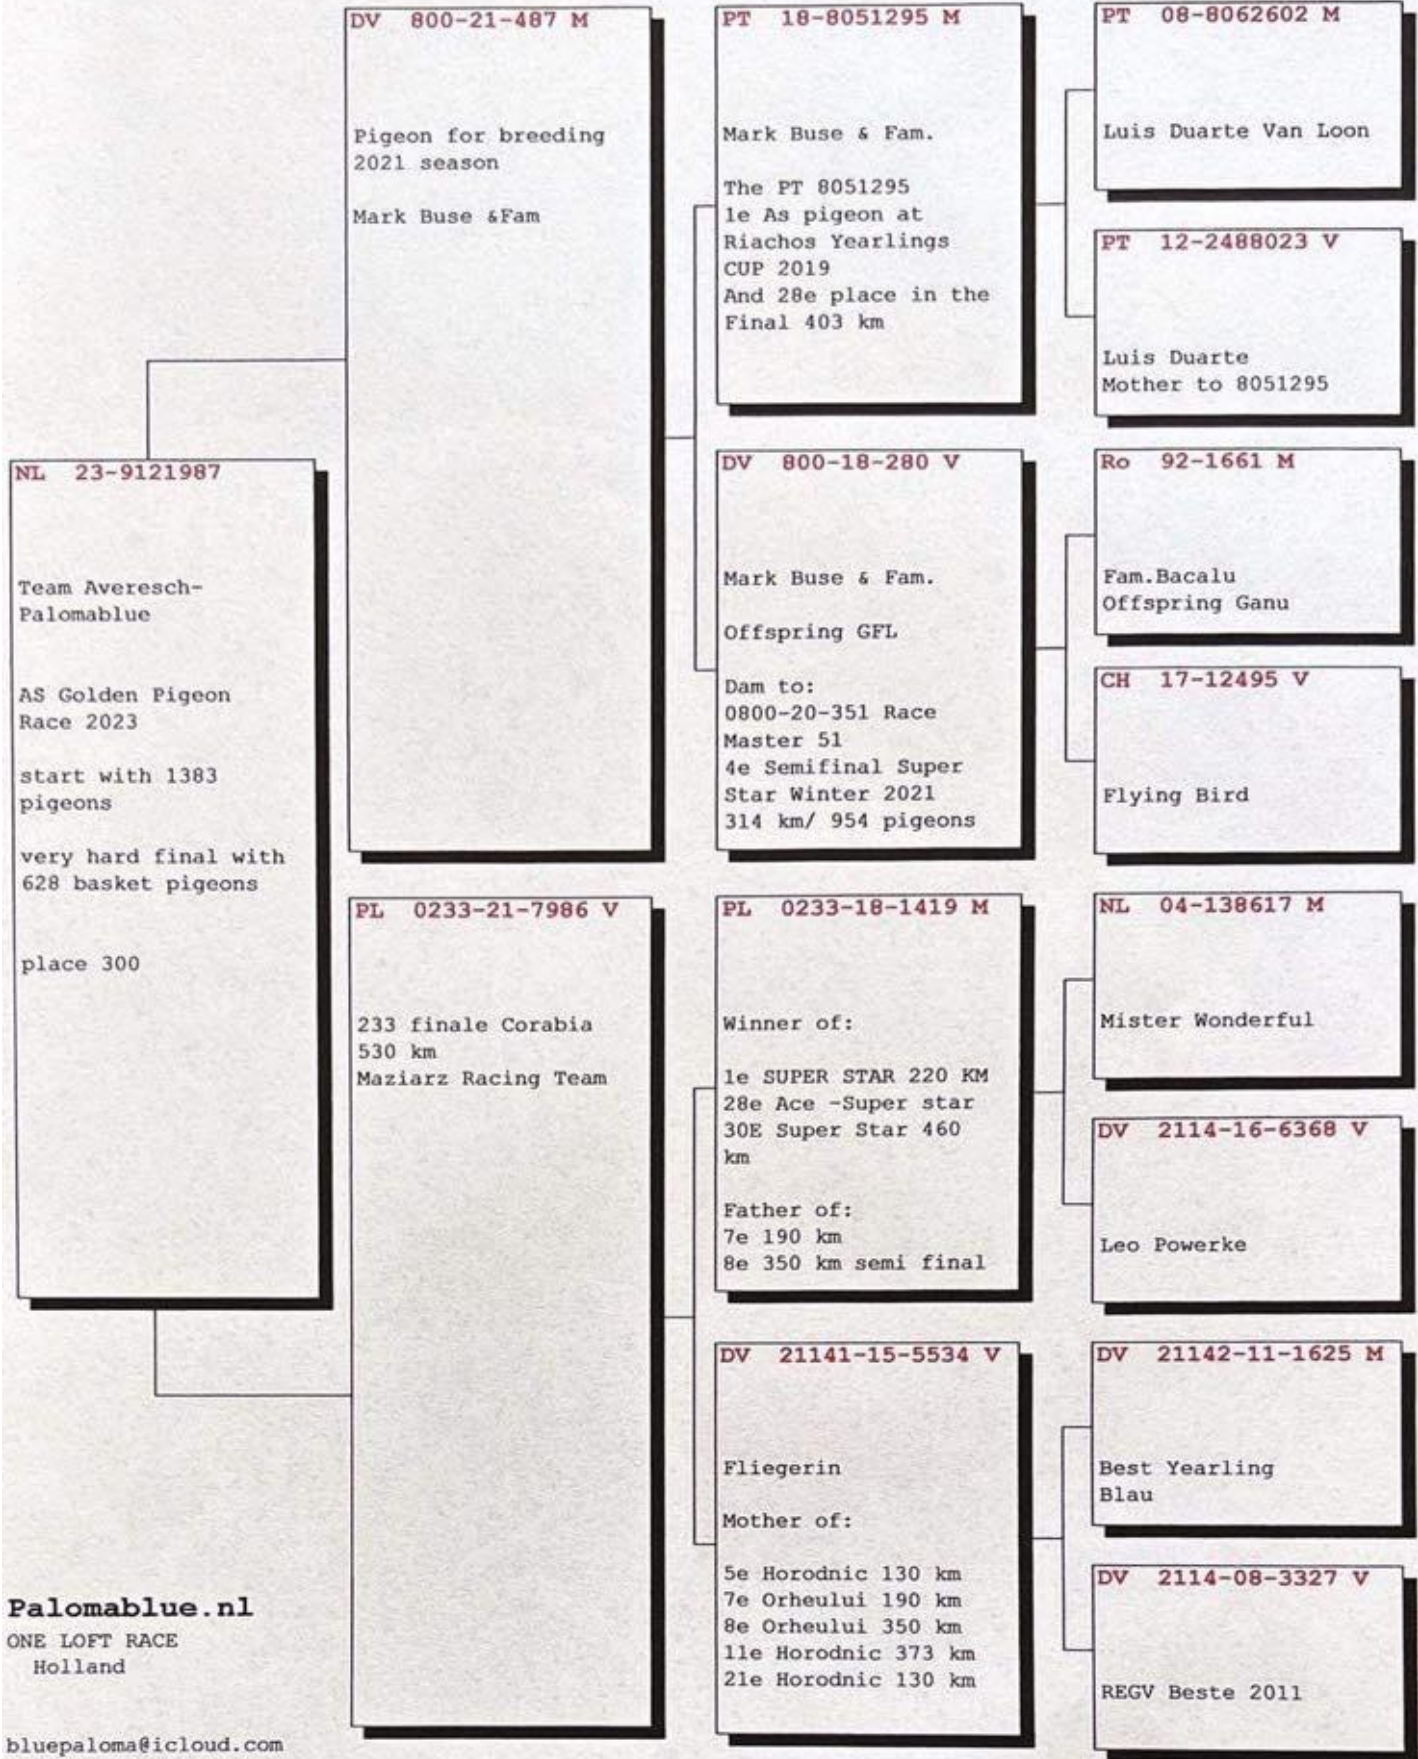 NL 23-9121987
Team Averesch-
Palomablue
AS Golden Pigeon
Race 2023
start with 1383
pigeons
very hard final with
628 basket pigeons
place 300
Palomablue.nl
ONE LOFT RACE
Holland
bluepaloma@icloud.com
DV 800-21-487 M
Pigeon for breeding
2021 season
Mark Buse &Fam
PL 0233-21-7986 V
233 finale Corabia
530 km
Maziarz Racing Team
PT 18-8051295 M
Mark Buse & Fam.
The PT 8051295
1e As pigeon at
Riachos Yearlings
CUP 2019
And 28e place in the
Final 403 km
DV 800-18-280 V
Mark Buse & Fam.
Offspring GFL
Dam to:
0800-20-351 Race
Master 51
4e Semifinal Super
Star Winter 2021
314 km/ 954 pigeons
PL 0233-18-1419 M
Winner of:
1e SUPER STAR 220 KM
28e Ace -Super star
30E Super Star 460
km
Father of:
7e 190 km
8e 350 km semi final
DV 21141-15-5534 V
Fliegerin
Mother of:
5e Horodnic 130 km
7e Orheului 190 km
8e Orheului 350 km
11e Horodnic 373 km
21e Horodnic 130 km
PT 08-8062602 M
Luis Duarte Van Loon
PT 12-2488023 V
Luis Duarte
Mother to 8051295
Ro 92-1661 M
Fam.Bacalu
Offspring Ganu
CH 17-12495 V
Flying Bird
NL 04-138617 M
Mister Wonderful
DV 2114-16-6368 V
Leo Powerke
DV 21142-11-1625 M
Best Yearling
Blau
DV 2114-08-3327 V
REGV Beste 2011